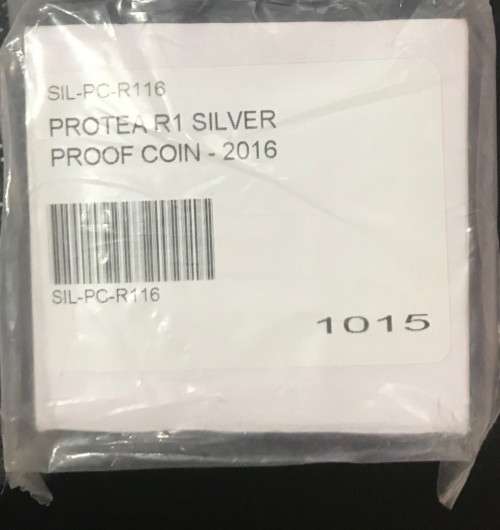 SIL-PC-R116
PROTEA R1 SILVER
PROOF COIN - 2016
SIL-PC-R116
1015